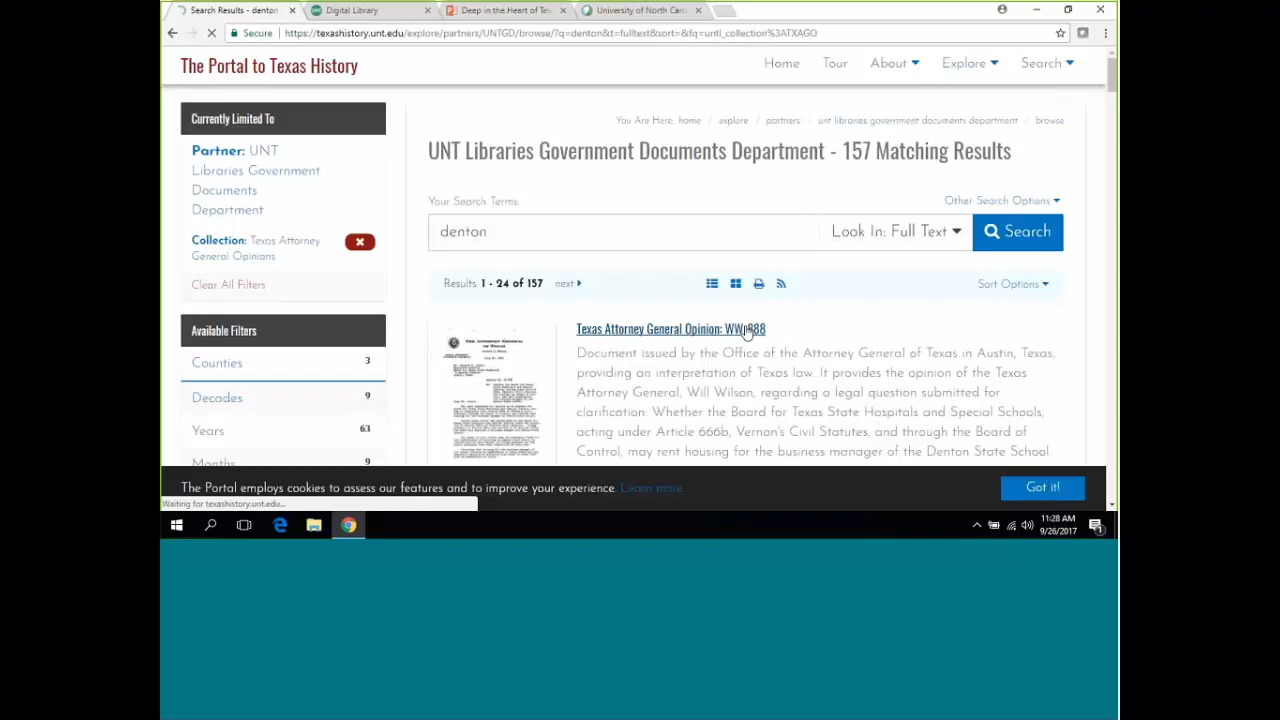 Search Results - denton
Digital Library
Deep in the Heart of Te
University of North Caro
Secure
https://texashistory.unt.edu/explore/partners/UNTGD/browse/?q=denton&t=fulltext&sort=&fq=untl_collection%3ATXAGO
The Portal to Texas History
Home Tour About Explore Search
Currently Limited To
Partner: UNT
Libraries Government
Documents
Department
Collection: Texas Attorney
General Opinions
Clear All Filters
Available Filters
Counties 3
Decades 9
Years 63
Months 9
You Are Here: home / explore / partners / unt libraries government documents department / browse
UNT Libraries Government Documents Department - 157 Matching Results
Your Search Terms:
Other Search Options
denton
Look In: Full Text
Search
Results 1 - 24 of 157 next
Sort Options
Texas Attorney General Opinion:
Document issued by the Office of the Attorney General of Texas in Austin, Texas,
providing an interpretation of Texas law. It provides the opinion of the Texas
Attorney General, Will Wilson, regarding a legal question submitted for
clarification: Whether the Board for Texas State Hospitals and Special Schools,
acting under Article 666b, Vernon's Civil Statutes, and through the Board of
Control, may rent housing for the business manager of the Denton State School
The Portal employs cookies to assess our features and to improve your experience. Learn more
Got it!
Waiting for texashistory.unt.edu...
11:28 AM
9/26/2017
1